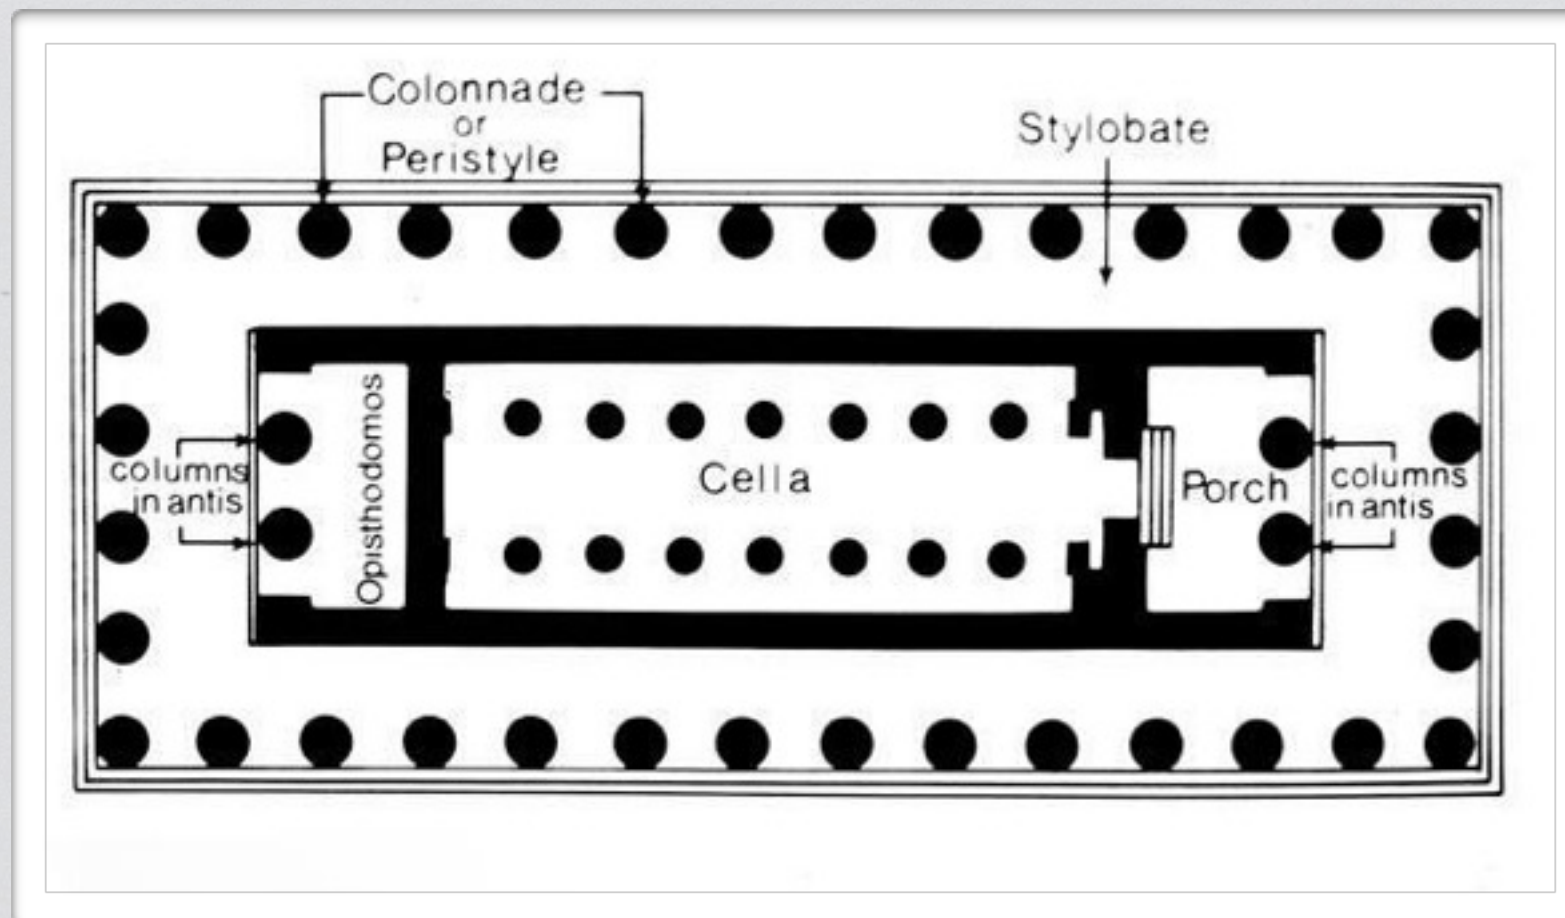 Colonnade
or
Peristyle
Stylobate
columns
in antis
Opisthodomos
Cella
Porch
columns
in antis